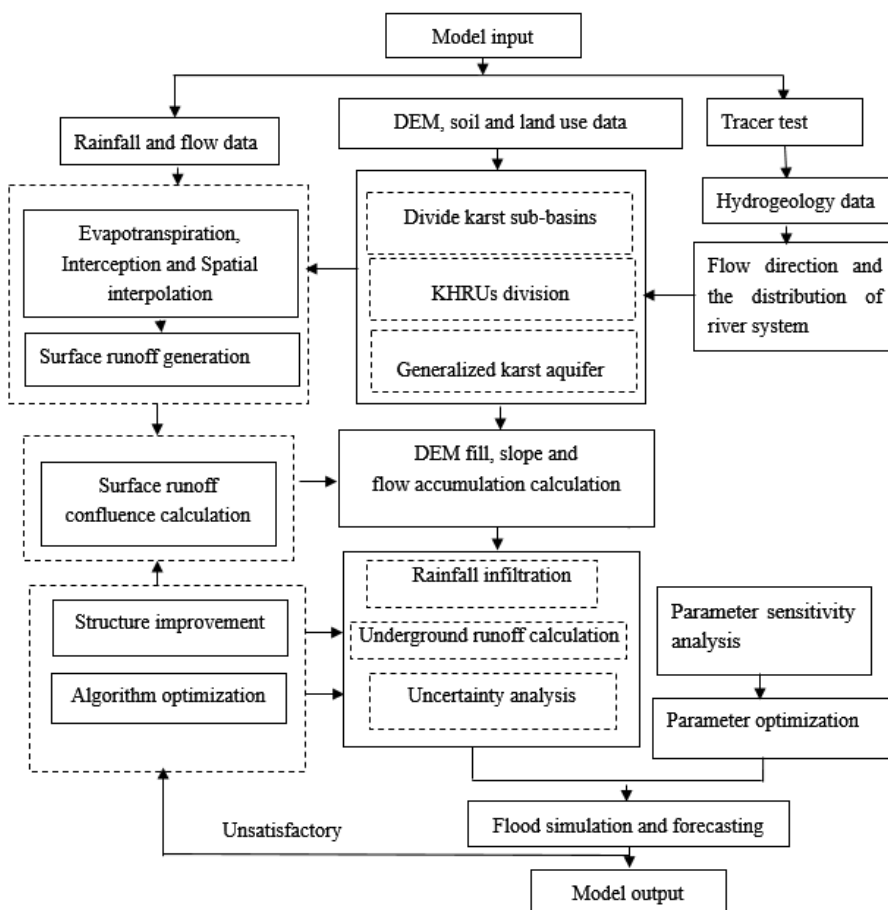 Model input
Rainfall and flow data
DEM, soil and land use data
Tracer test
Hydrogeology data
Evapotranspiration,
Interception and Spatial
interpolation
Surface runoff generation
Divide karst sub-basins
KHRUs division
Generalized karst aquifer
Flow direction and
the distribution of
river system
Surface runoff
confluence calculation
DEM fill, slope and
flow accumulation calculation
Structure improvement
Algorithm optimization
Rainfall infiltration
Underground runoff calculation
Uncertainty analysis
Parameter sensitivity
analysis
Parameter optimization
Unsatisfactory
Flood simulation and forecasting
Model output